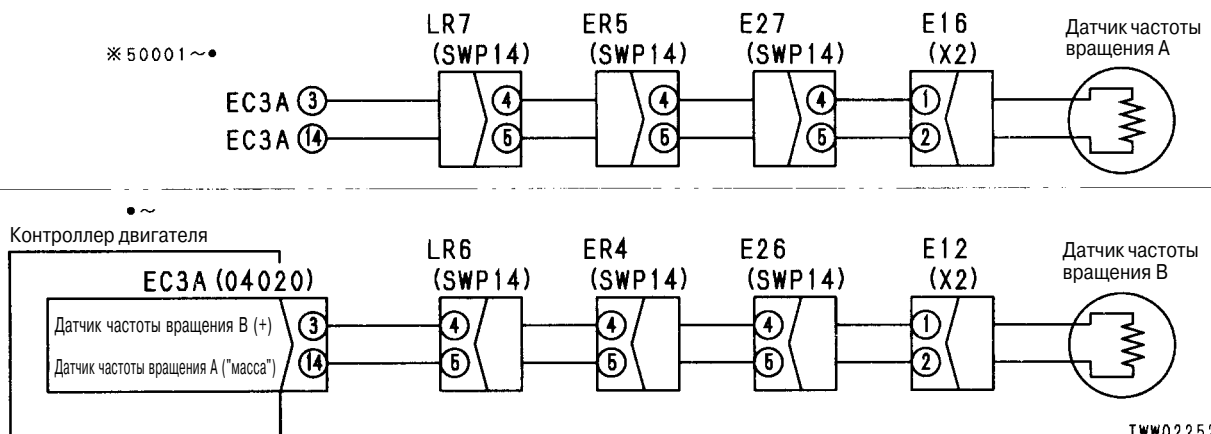 ※50001~●
LR7
(SWP14)
ER5
(SWP14)
E27
(SWP14)
E16
(X2)
Датчик частоты
вращения A
EC3A ③
EC3A ⑭
④ ⑤
④ ⑤
④ ⑤
① ②
●~
Контроллер двигателя
EC3A (04020)
LR6
(SWP14)
ER4
(SWP14)
E26
(SWP14)
E12
(X2)
Датчик частоты
вращения B
Датчик частоты вращения B (+) ③
Датчик частоты вращения A ("масса") ⑭
④ ⑤
④ ⑤
④ ⑤
① ②